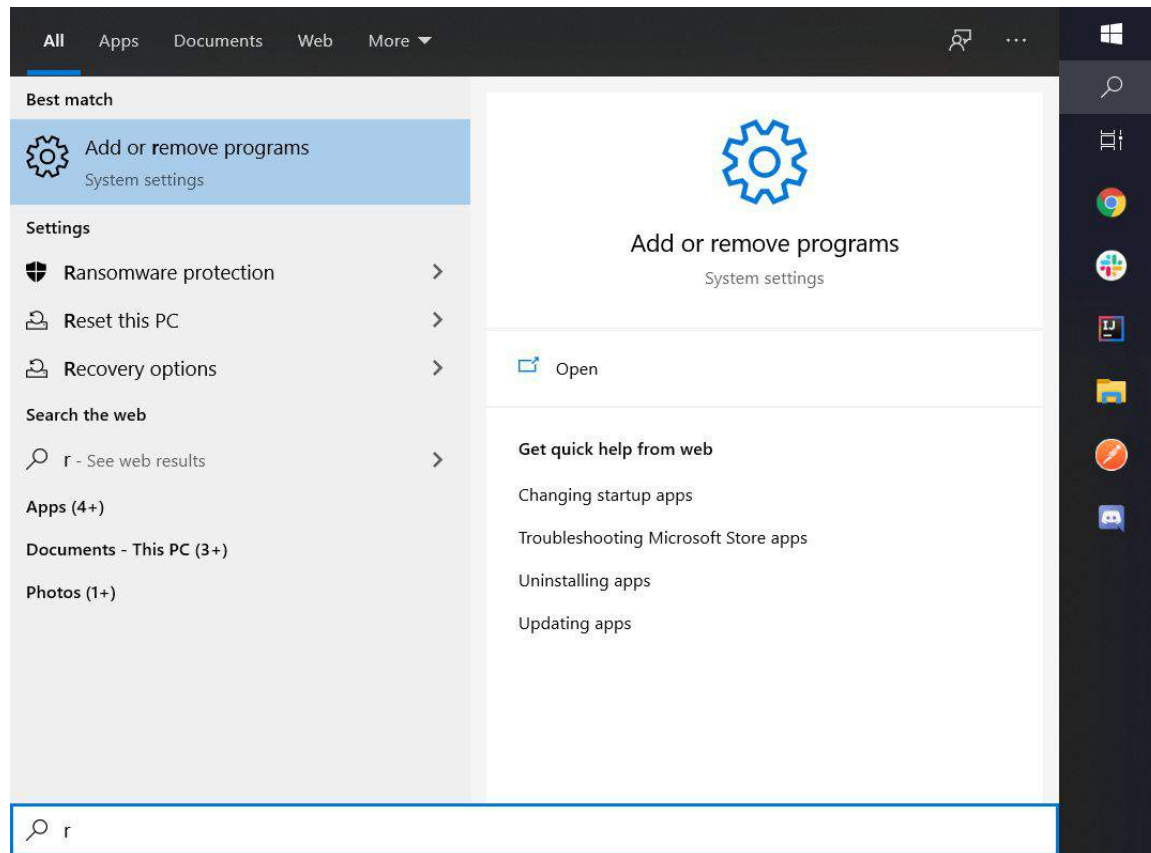 All Apps Documents Web More
Best match
Add or remove programs
System settings
Settings
Ransomware protection
Reset this PC
Recovery options
Search the web
r - See web results
Apps (4+)
Documents - This PC (3+)
Photos (1+)
Add or remove programs
System settings
Open
Get quick help from web
Changing startup apps
Troubleshooting Microsoft Store apps
Uninstalling apps
Updating apps
r
IJ